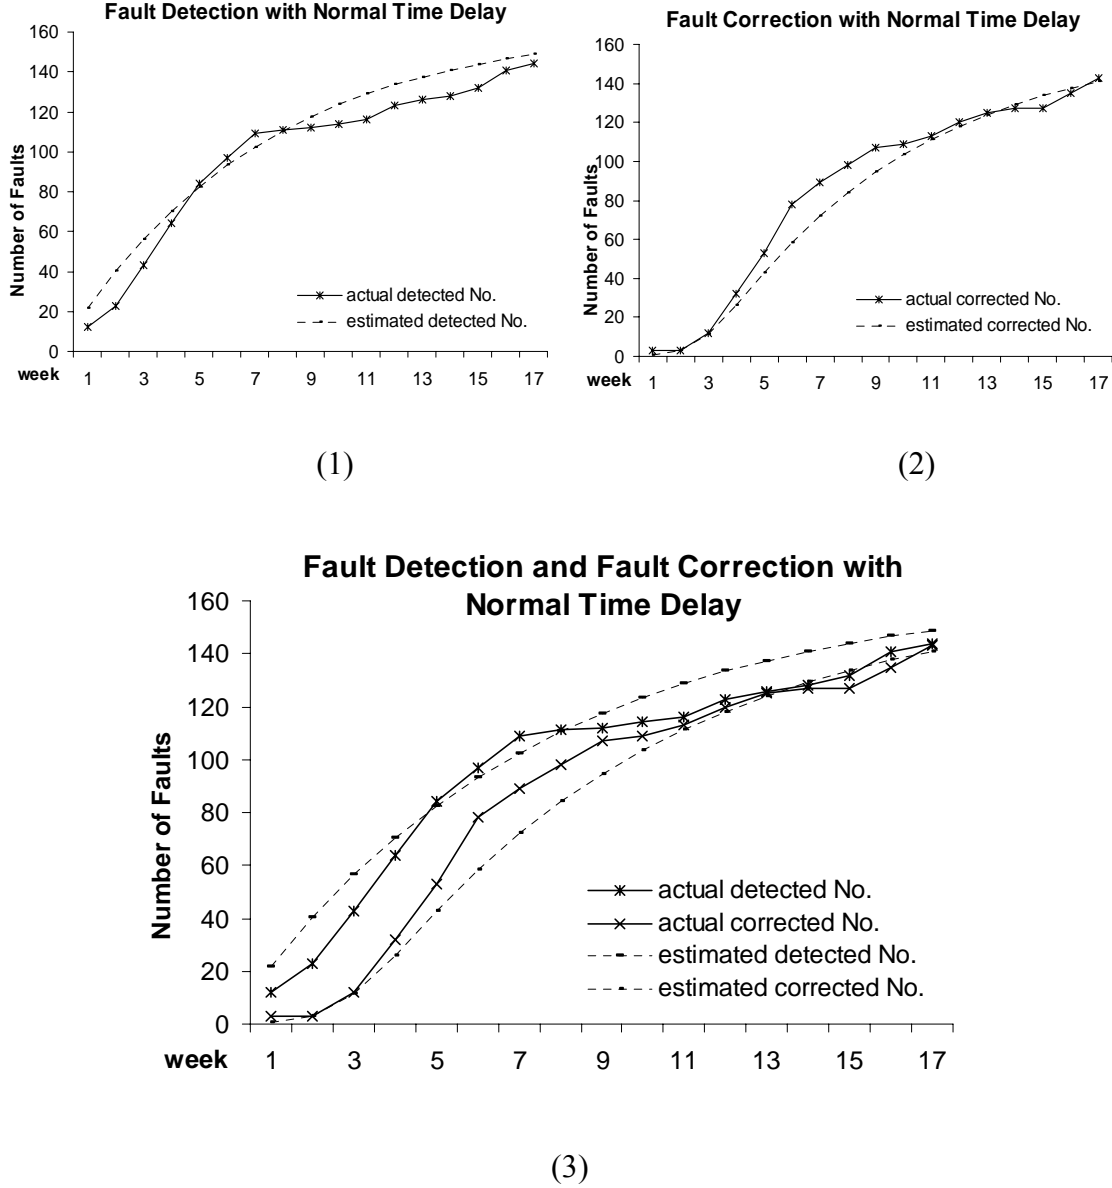 Fault Detection with Normal Time Delay
160
140
120
100
80
60
40
20
0
Number of Faults
actual detected No.
estimated detected No.
week 1 3 5 7 9 11 13 15 17
(1)
Fault Correction with Normal Time Delay
160
140
120
100
80
60
40
20
0
Number of Faults
actual corrected No.
estimated corrected No.
week 1 3 5 7 9 11 13 15 17
(2)
Fault Detection and Fault Correction with
Normal Time Delay
160
140
120
100
80
60
40
20
0
Number of Faults
actual detected No.
actual corrected No.
estimated detected No.
estimated corrected No.
week 1 3 5 7 9 11 13 15 17
(3)